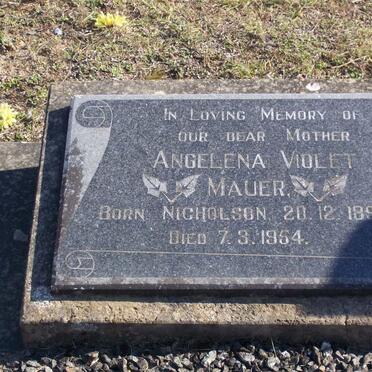 In Loving Memory of
our dear Mother
Angelena Violet
Mauer.
Born Nicholson 20.12.189
Died 7.3.1954.